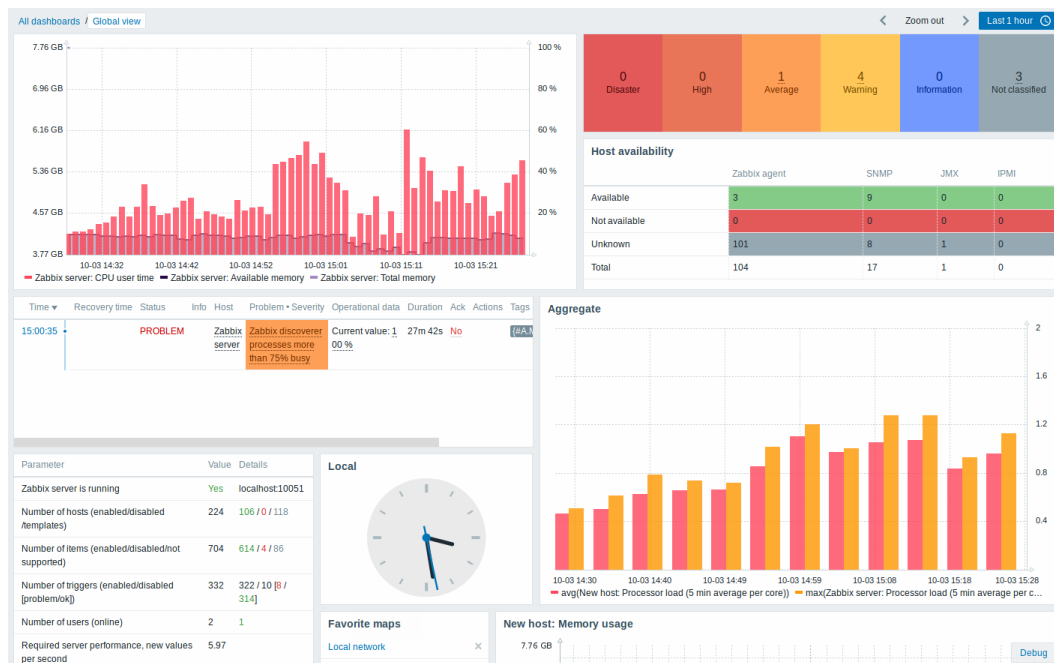 All dashboards / Global view
Zoom out
Last 1 hour
7.76 GB
6.96 GB
6.16 GB
5.36 GB
4.57 GB
3.77 GB
100 %
80 %
60 %
40 %
20 %
10-03 14:32 10-03 14:42 10-03 14:52 10-03 15:01 10-03 15:11 10-03 15:21
Zabbix server: CPU user time Zabbix server: Available memory Zabbix server: Total memory
0 0 1 4 0 3
Disaster High Average Warning Information Not classified
Host availability
Zabbix agent SNMP JMX IPMI
Available 3 9 0 0
Not available 0 0 0 0
Unknown 101 8 1 0
Total 104 17 1 0
Time Recovery time Status Info Host Problem • Severity Operational data Duration Ack Actions Tags
15:00:35 PROBLEM Zabbix Zabbix discoverer Current value: 1 27m 42s No
server processes more 00 %
than 75% busy
Aggregate
2
1.6
1.2
0.8
0.4
10-03 14:30 10-03 14:40 10-03 14:49 10-03 14:59 10-03 15:08 10-03 15:18 10-03 15:28
avg(New host: Processor load (5 min average per core)) max(Zabbix server: Processor load (5 min average per c...
Parameter Value Details
Zabbix server is running Yes localhost:10051
Number of hosts (enabled/disabled 224 106 / 0 / 118
/templates)
Number of items (enabled/disabled/not 704 614 / 4 / 86
supported)
Number of triggers (enabled/disabled 332 322 / 10 [8 /
[problem/ok]) 314]
Number of users (online) 2 1
Required server performance, new values 5.97
per second
Local
Favorite maps
Local network
New host: Memory usage
7.76 GB
Debug